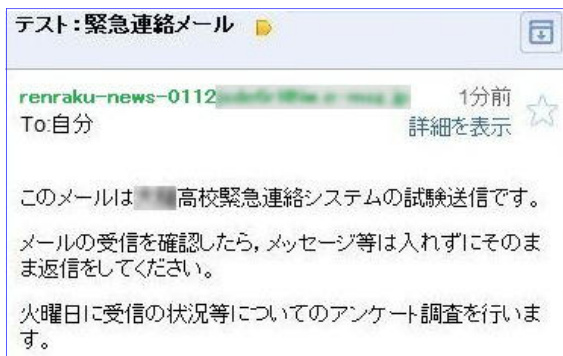 テスト:緊急連絡メール
renraku-news-0112
1分前
To:自分
詳細を表示
このメールは 高校緊急連絡システムの試験送信です。
メールの受信を確認したら,メッセージ等は入れずにそのま
ま返信をしてください。
火曜日に受信の状況等についてのアンケート調査を行いま
す。